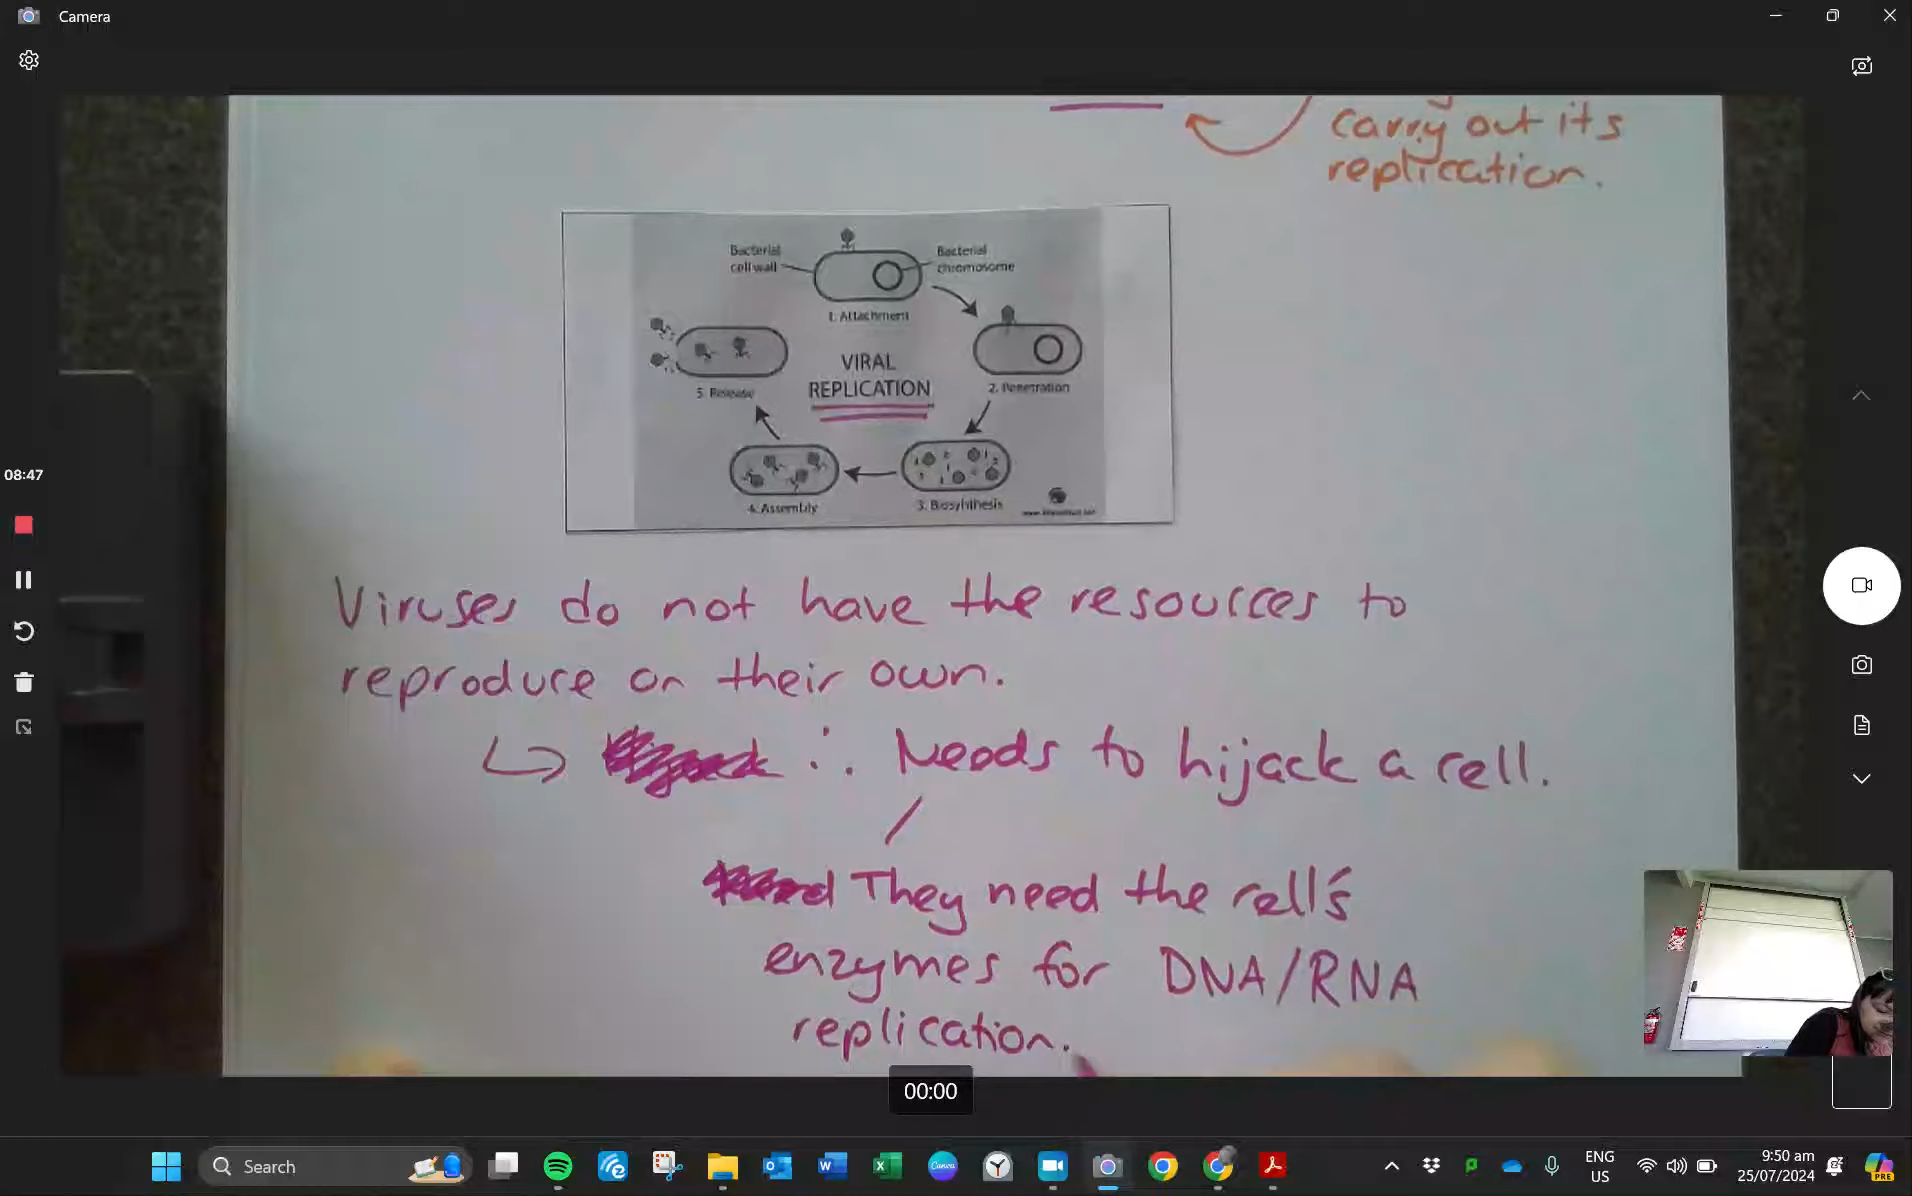 Camera
carry out its
replication.
Bacterial
cell wall
Bacterial
chromosome
1. Attachment
VIRAL
REPLICATION
5. Release
2. Penetration
4. Assembly
3. Biosynthesis
08:47
Viruses do not have the resources to
reproduce on their own.
↳ ∴ Needs to hijack a cell.
They need the cell's
enzymes for DNA/RNA
replication.
00:00
Search
ENG
US
9:50 am
25/07/2024
PRE